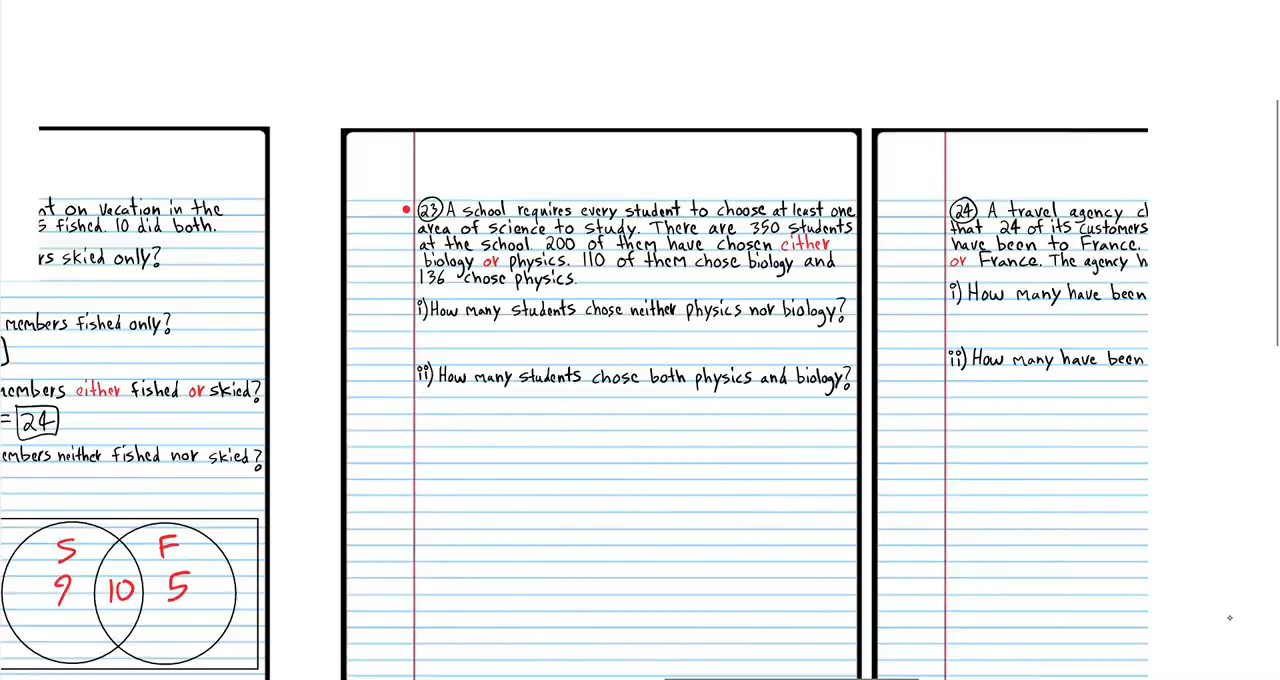 nt on vacation in the
5 fished. 10 did both.
rs skied only?
members fished only?
embers either fished or skied?
= 24
embers neither fished nor skied?
S F
9 10 5
23 A school requires every student to choose at least one
area of science to study. There are 350 students
at the school. 200 of them have chosen either
biology or physics. 110 of them chose biology and
136 chose physics.
i) How many students chose neither physics nor biology?
ii) How many students chose both physics and biology?
24 A travel agency c
that 24 of its customers
have been to France.
or France. The agency h
i) How many have been
ii) How many have been